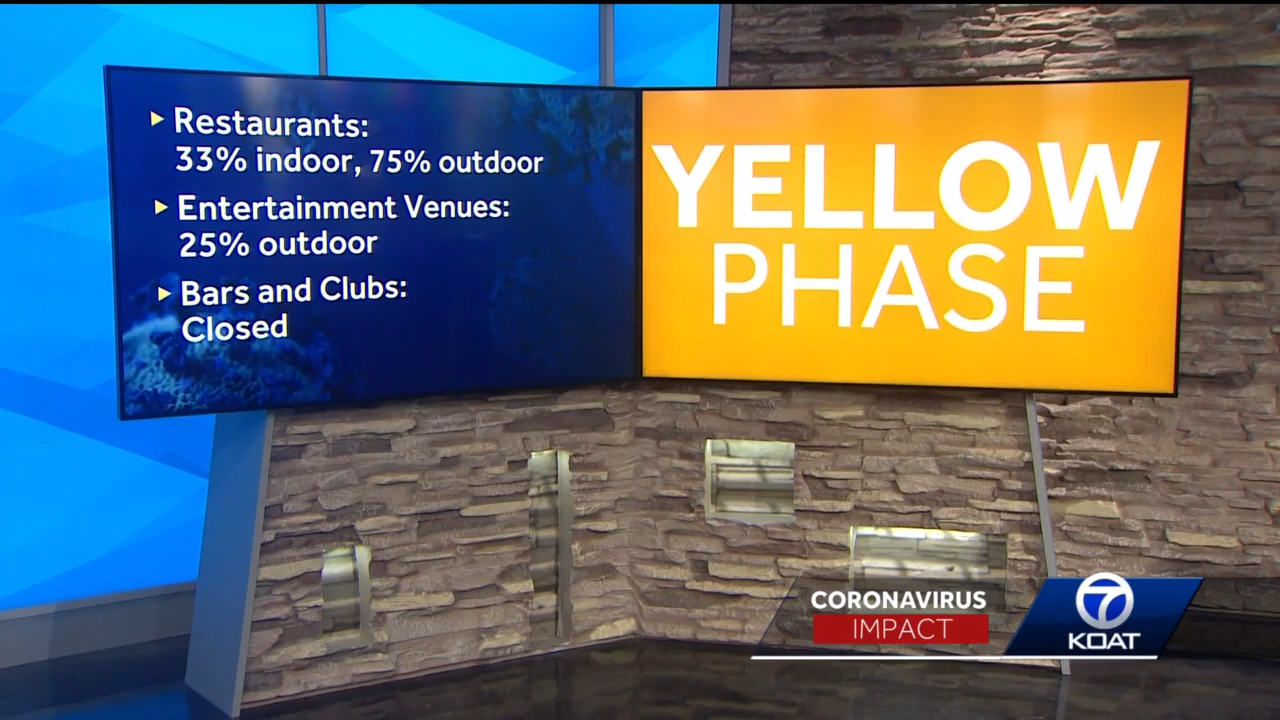 Restaurants:
33% indoor, 75% outdoor
Entertainment Venues:
25% outdoor
Bars and Clubs:
Closed
YELLOW
PHASE
CORONAVIRUS
IMPACT
7
KOAT